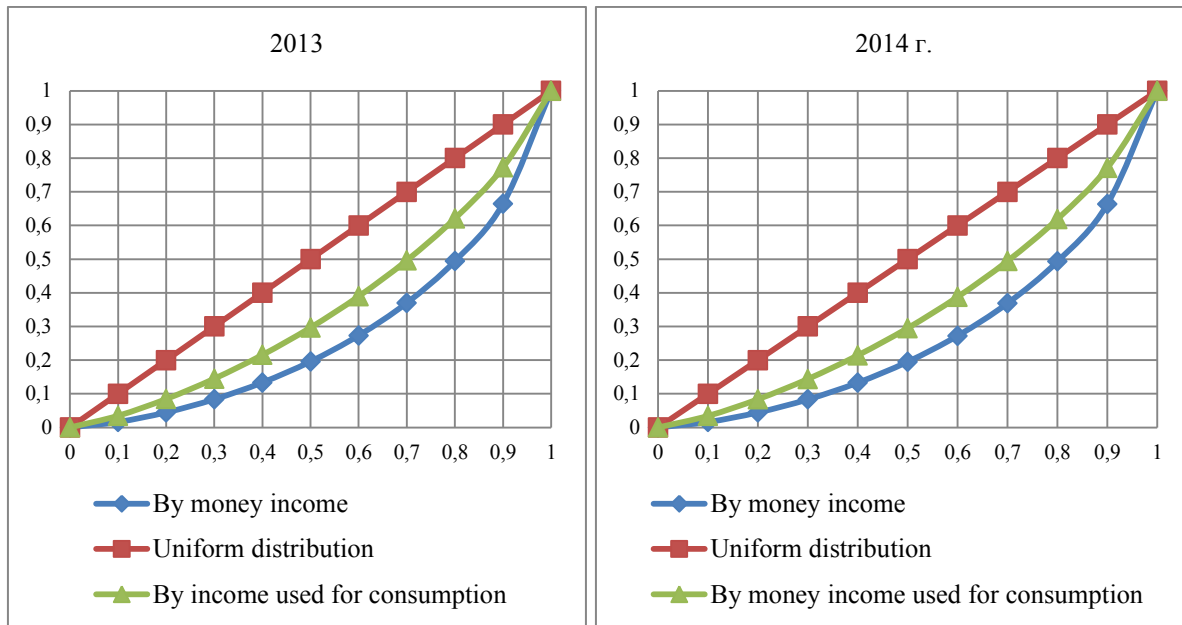 2013
1
0,9
0,8
0,7
0,6
0,5
0,4
0,3
0,2
0,1
0
0 0,1 0,2 0,3 0,4 0,5 0,6 0,7 0,8 0,9 1
By money income
Uniform distribution
By income used for consumption
2014 г.
1
0,9
0,8
0,7
0,6
0,5
0,4
0,3
0,2
0,1
0
0 0,1 0,2 0,3 0,4 0,5 0,6 0,7 0,8 0,9 1
By money income
Uniform distribution
By money income used for consumption